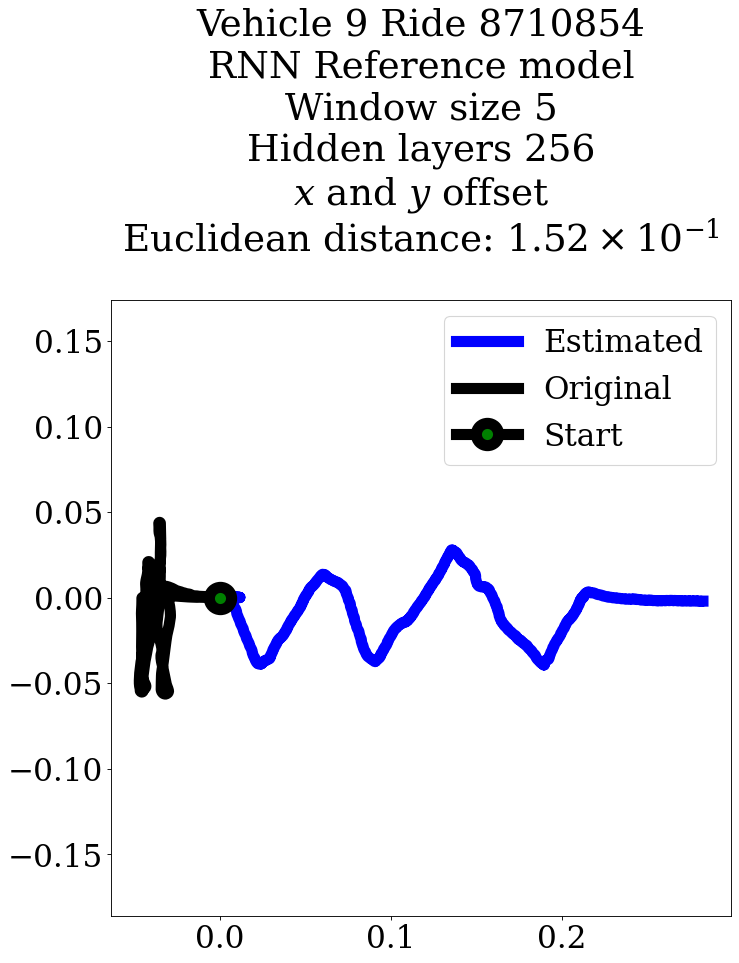 Vehicle 9 Ride 8710854
RNN Reference model
Window size 5
Hidden layers 256
x and y offset
Euclidean distance: 1.52 × 10⁻¹
Estimated
Original
Start
0.15
0.10
0.05
0.00
−0.05
−0.10
−0.15
0.0 0.1 0.2